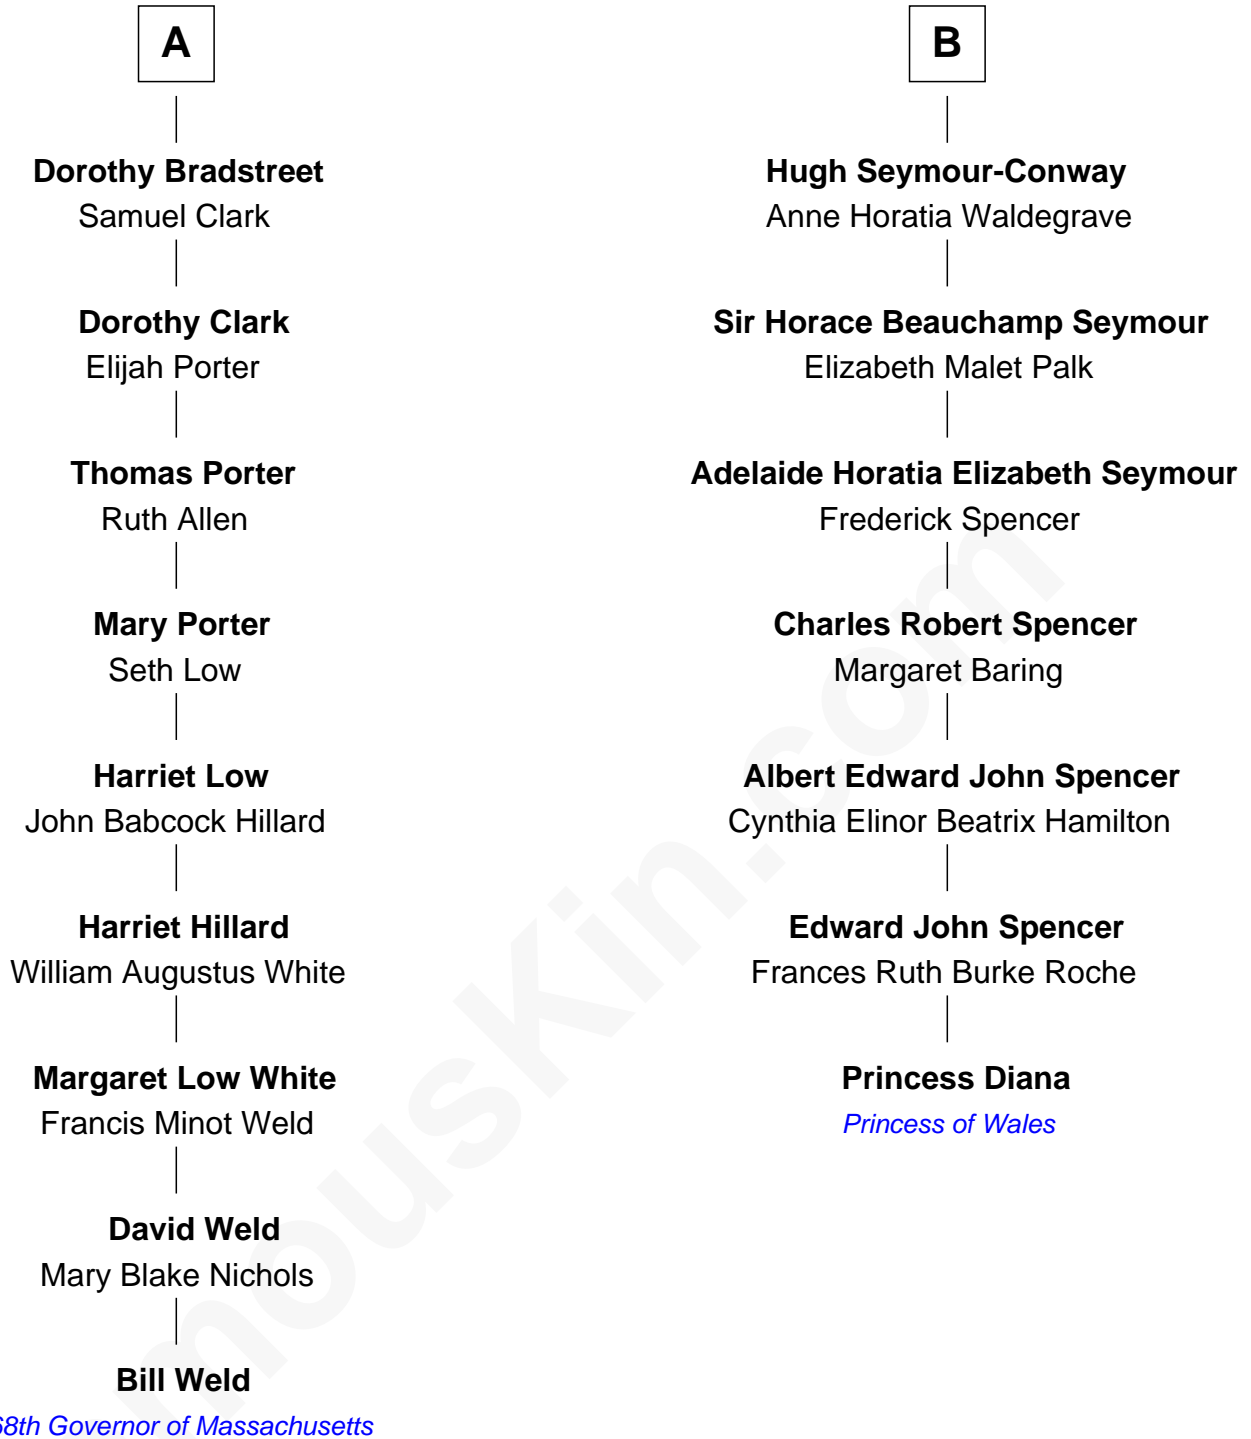 A
Dorothy Bradstreet
Samuel Clark
Dorothy Clark
Elijah Porter
Thomas Porter
Ruth Allen
Mary Porter
Seth Low
Harriet Low
John Babcock Hillard
Harriet Hillard
William Augustus White
Margaret Low White
Francis Minot Weld
David Weld
Mary Blake Nichols
Bill Weld
68th Governor of Massachusetts
B
Hugh Seymour-Conway
Anne Horatia Waldegrave
Sir Horace Beauchamp Seymour
Elizabeth Malet Palk
Adelaide Horatia Elizabeth Seymour
Frederick Spencer
Charles Robert Spencer
Margaret Baring
Albert Edward John Spencer
Cynthia Elinor Beatrix Hamilton
Edward John Spencer
Frances Ruth Burke Roche
Princess Diana
Princess of Wales
mousKin.com